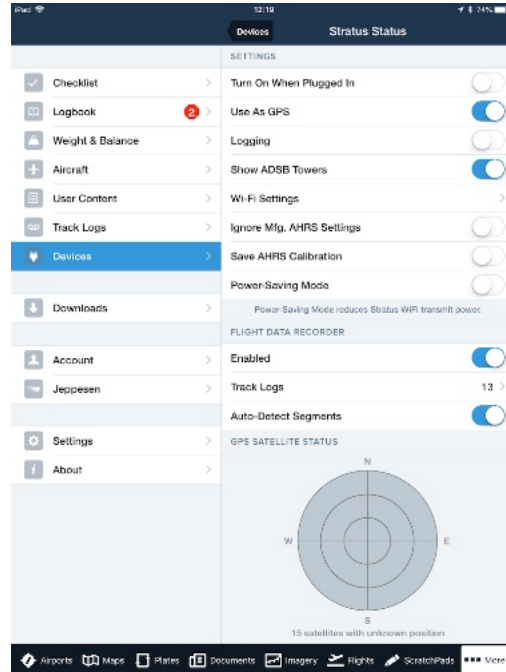 iPad 12:19 74%
Devices Stratus Status
Checklist
Logbook 2
Weight & Balance
Aircraft
User Content
Track Logs
Devices
Downloads
Account
Jeppesen
Settings
About
SETTINGS
Turn On When Plugged In
Use As GPS
Logging
Show ADSB Towers
Wi-Fi Settings
Ignore Mfg. AHRS Settings
Save AHRS Calibration
Power-Saving Mode
Power-Saving Mode reduces Stratus WiFi transmit power.
FLIGHT DATA RECORDER
Enabled
Track Logs 13
Auto-Detect Segments
GPS SATELLITE STATUS
N
W E
S
15 satellites with unknown position
Airports Maps Plates Documents Imagery Flights ScratchPads More